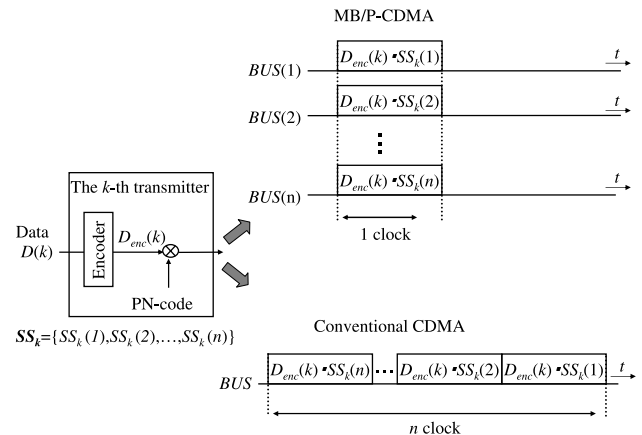 MB/P-CDMA
BUS(1) D_enc(k)·SS_k(1) t
BUS(2) D_enc(k)·SS_k(2) t
⋮
BUS(n) D_enc(k)·SS_k(n) t
1 clock
The k-th transmitter
Data
D(k)
Encoder
D_enc(k)
PN-code
SS_k={SS_k(1),SS_k(2),…,SS_k(n)}
Conventional CDMA
BUS D_enc(k)·SS_k(n) ⋯ D_enc(k)·SS_k(2) D_enc(k)·SS_k(1) t
n clock